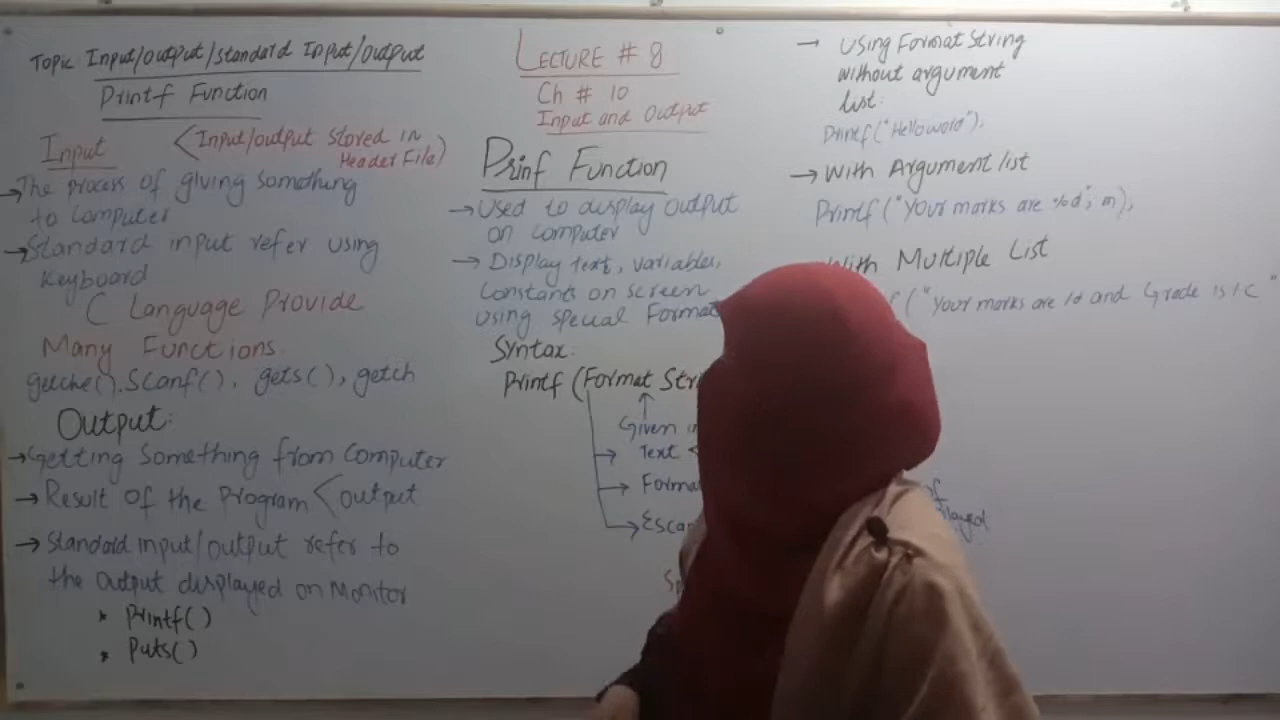 Topic Input/output/standard Input/output
Printf Function
Input <Input/output stored in
Header File)
→ The process of giving something
to computer
→ Standard input refer using
Keyboard
C Language Provide
Many Functions
getche(). Scanf(), gets(), getch
Output:
→ Getting Something from Computer
→ Result of the Program < output
→ Standard input/output refer to
the output displayed on Monitor
* Printf()
* Puts()
LECTURE # 8
Ch # 10
Input and Output
Prinf Function
→ Used to display output
on computer
→ Display text, variables,
Constants on screen
using special Format
Syntax:
Printf (Format Stri
Given in
→ Text <
→ Forma
→ Escap
→ Using Format String
without argument
list:
Printf("Helloworld");
→ With Argument list
Printf ("Your marks are %d", m);
With Multiple List
f ("Your marks are %d and Grade is %c"